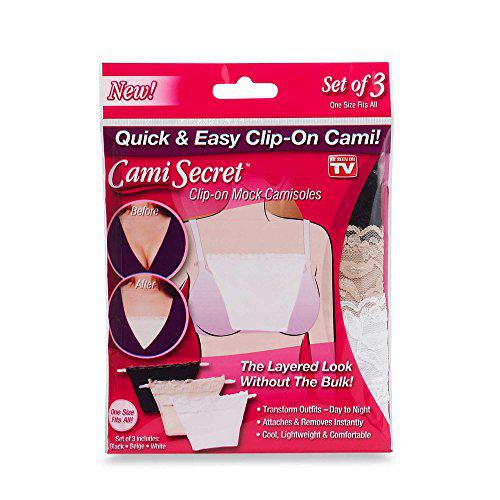 New!
Set of 3
One Size Fits All
Quick & Easy Clip-On Cami!
AS SEEN ON
TV
Cami Secret™
Clip-on Mock Camisoles
Before
After
The Layered Look
Without The Bulk!
• Transform Outfits – Day to Night
• Attaches & Removes Instantly
• Cool, Lightweight & Comfortable
One Size
Fits All!
Set of 3 Includes:
Black • Beige • White